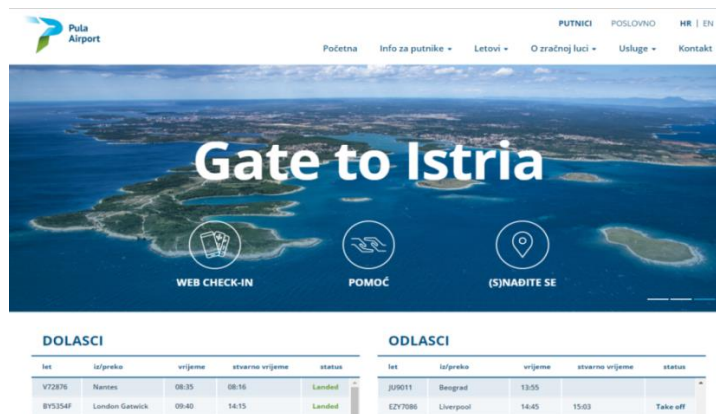 Pula
Airport
PUTNICI POSLOVNO HR | EN
Početna Info za putnike Letovi O zračnoj luci Usluge Kontakt
Gate to Istria
WEB CHECK-IN POMOĆ (S)NAĐITE SE
DOLASCI ODLASCI
let iz/preko vrijeme stvarno vrijeme status let iz/preko vrijeme stvarno vrijeme status
V72876 Nantes 08:35 08:16 Landed JU9011 Beograd 13:55
BY5354F London Gatwick 09:40 14:15 Landed EZY7086 Liverpool 14:45 15:03 Take off